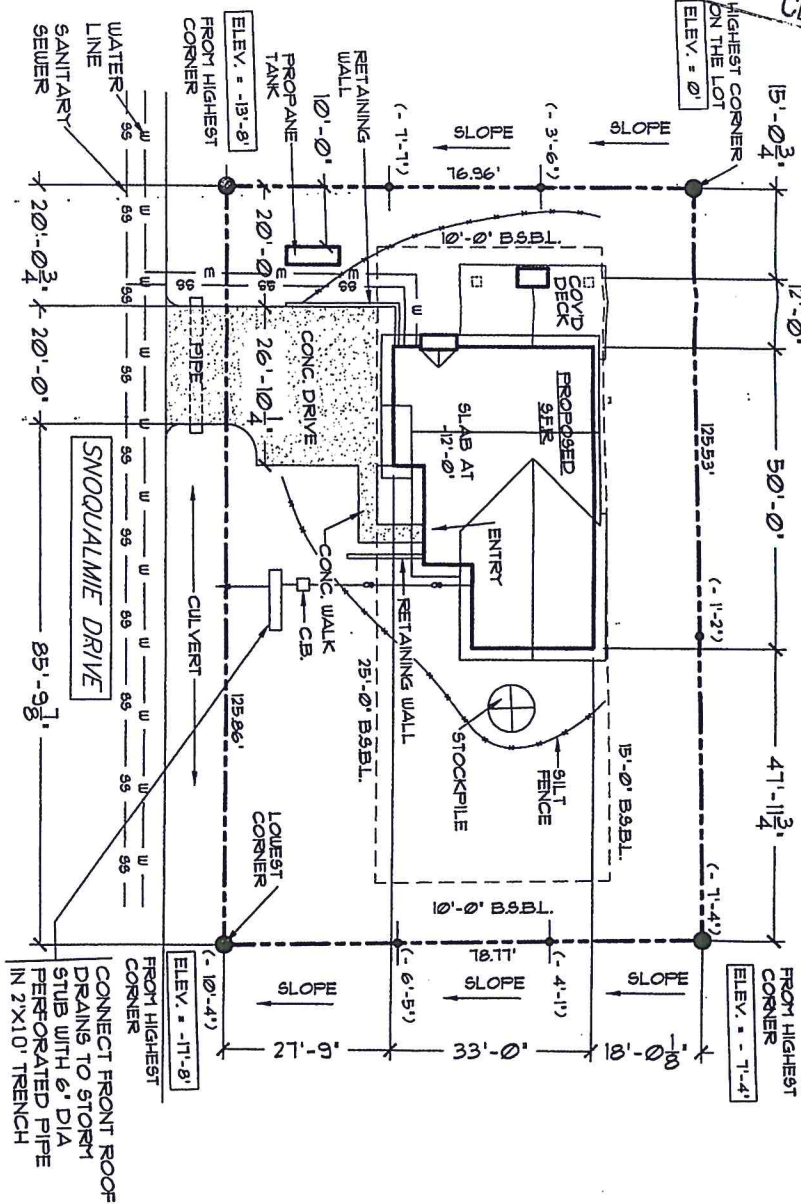 HIGHEST CORNER
ON THE LOT
ELEV. = 0'
15'-0 3/4"
12'-0"
50'-0"
47'-11 3/4"
FROM HIGHEST
CORNER
ELEV. = - 7'-4"
SLOPE
SLOPE
(- 3'-6")
(- 7'-7")
76.96'
125.53'
(- 1'-2")
(- 7'-4")
10'-0" B.S.B.L.
COV'D
DECK
PROPOSED
S.F.R.
SLAB AT
-12'-0"
ENTRY
15'-0" B.S.B.L.
SILT
FENCE
STOCKPILE
RETAINING WALL
25'-0" B.S.B.L.
10'-0" B.S.B.L.
RETAINING
WALL
10'-0"
PROPANE
TANK
ELEV. = -13'-8"
FROM HIGHEST
CORNER
WATER
LINE
SANITARY
SEWER
20'-0"
26'-10 1/4"
CONC. DRIVE
PIPE
CONC. WALK
C.B.
CULVERT
125.86'
SNOQUALMIE DRIVE
20'-0 3/4"
20'-0"
85'-9 7/8"
LOWEST
CORNER
(- 10'-4")
(- 6'-5")
78.77'
(- 4'-1")
SLOPE
SLOPE
SLOPE
27'-9"
33'-0"
18'-0 1/8"
FROM HIGHEST
CORNER
ELEV. = -17'-8"
CONNECT FRONT ROOF
DRAINS TO STORM
STUB WITH 6" DIA
PERFORATED PIPE
IN 2'X10' TRENCH